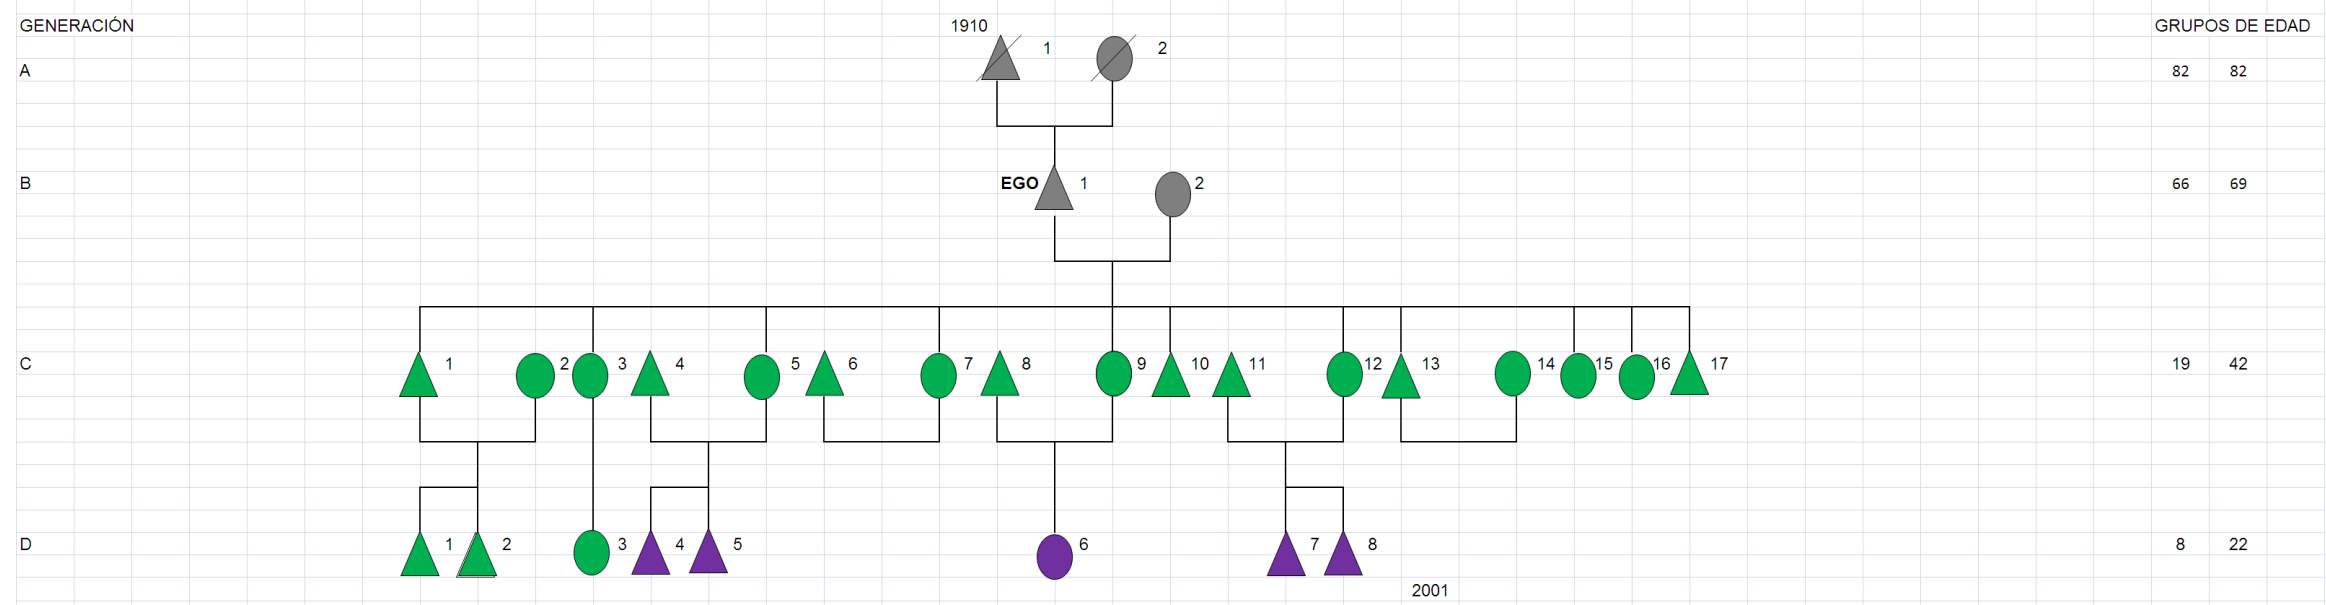 GENERACIÓN 1910 GRUPOS DE EDAD
1 2
A 82 82
B EGO 1 2 66 69
C 1 2 3 4 5 6 7 8 9 10 11 12 13 14 15 16 17 19 42
D 1 2 3 4 5 6 7 8 8 22
2001